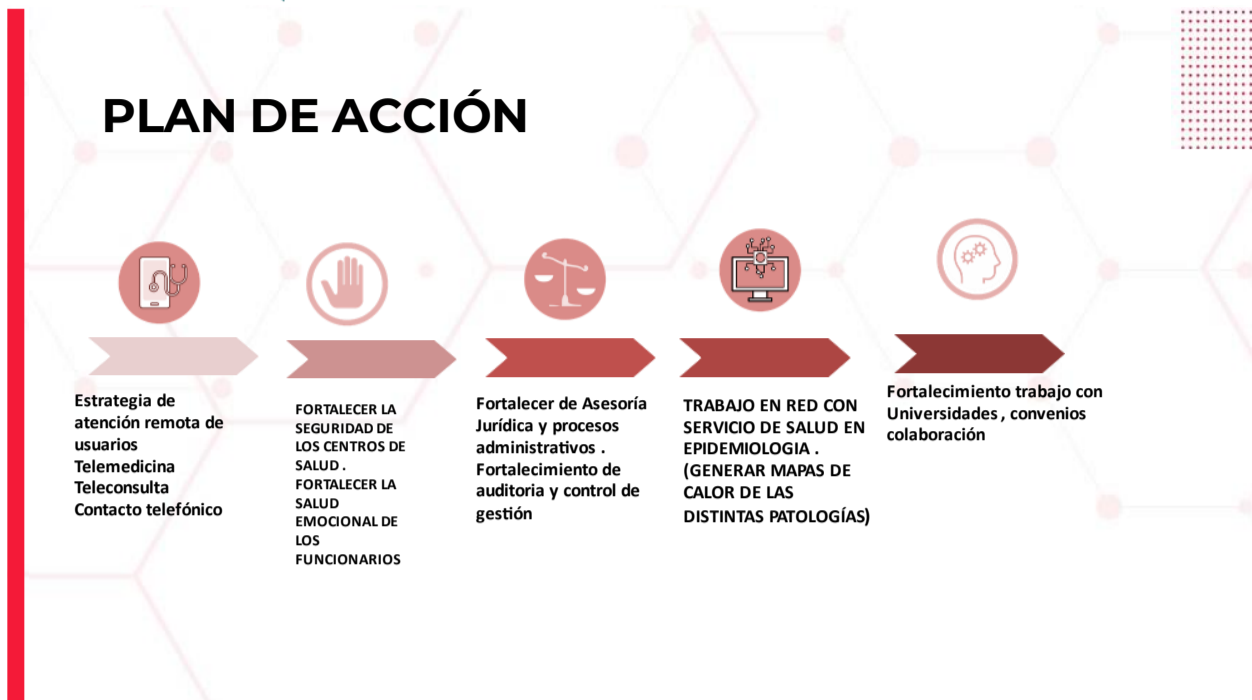 PLAN DE ACCIÓN
Estrategia de
atención remota de
usuarios
Telemedicina
Teleconsulta
Contacto telefónico
FORTALECER LA
SEGURIDAD DE
LOS CENTROS DE
SALUD .
FORTALECER LA
SALUD
EMOCIONAL DE
LOS
FUNCIONARIOS
Fortalecer de Asesoría
Jurídica y procesos
administrativos .
Fortalecimiento de
auditoria y control de
gestión
TRABAJO EN RED CON
SERVICIO DE SALUD EN
EPIDEMIOLOGIA .
(GENERAR MAPAS DE
CALOR DE LAS
DISTINTAS PATOLOGÍAS)
Fortalecimiento trabajo con
Universidades , convenios
colaboración